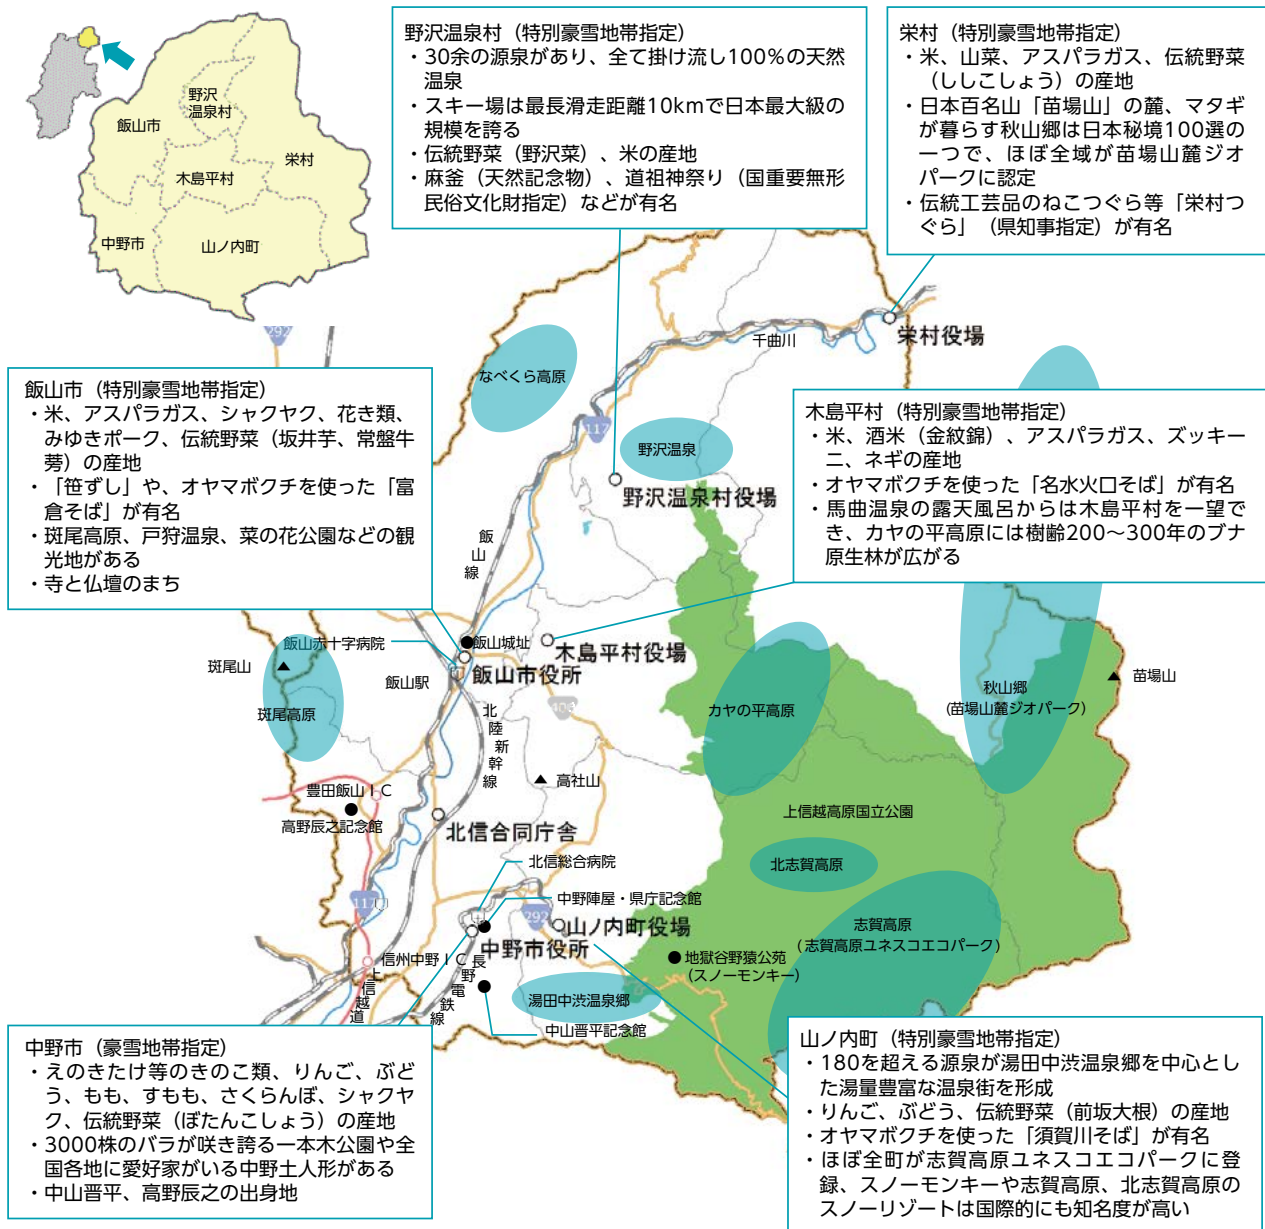 野沢温泉村（特別豪雪地帯指定）
・30余の源泉があり、全て掛け流し100％の天然
温泉
・スキー場は最長滑走距離10kmで日本最大級の
規模を誇る
・伝統野菜（野沢菜）、米の産地
・麻釜（天然記念物）、道祖神祭り（国重要無形
民俗文化財指定）などが有名
栄村（特別豪雪地帯指定）
・米、山菜、アスパラガス、伝統野菜
（ししこしょう）の産地
・日本百名山「苗場山」の麓、マタギ
が暮らす秋山郷は日本秘境100選の
一つで、ほぼ全域が苗場山麓ジオ
パークに認定
・伝統工芸品のねこつぐら等「栄村つ
ぐら」（県知事指定）が有名
野沢
温泉村
飯山市
栄村
木島平村
中野市
山ノ内町
292
千曲川
栄村役場
なべくら高原
117
野沢温泉
野沢温泉村役場
飯山市（特別豪雪地帯指定）
・米、アスパラガス、シャクヤク、花き類、
みゆきポーク、伝統野菜（坂井芋、常盤牛
蒡）の産地
・「笹ずし」や、オヤマボクチを使った「富
倉そば」が有名
・斑尾高原、戸狩温泉、菜の花公園などの観
光地がある
・寺と仏壇のまち
木島平村（特別豪雪地帯指定）
・米、酒米（金紋錦）、アスパラガス、ズッキー
ニ、ネギの産地
・オヤマボクチを使った「名水火口そば」が有名
・馬曲温泉の露天風呂からは木島平村を一望で
き、カヤの平高原には樹齢200～300年のブナ
原生林が広がる
飯山線
飯山赤十字病院
飯山城址
木島平村役場
斑尾山
飯山市役所
飯山駅
苗場山
秋山郷
（苗場山麓ジオパーク）
斑尾高原
カヤの平高原
403
北陸新幹線
高社山
豊田飯山ＩＣ
高野辰之記念館
北信合同庁舎
上信越高原国立公園
北志賀高原
北信総合病院
中野陣屋・県庁記念館
117
292
山ノ内町役場
中野市役所
志賀高原
（志賀高原ユネスコエコパーク）
信州中野ＩＣ
地獄谷野猿公苑
（スノーモンキー）
上信越道
長野電鉄線
湯田中渋温泉郷
中山晋平記念館
中野市（豪雪地帯指定）
・えのきたけ等のきのこ類、りんご、ぶど
う、もも、すもも、さくらんぼ、シャクヤ
ク、伝統野菜（ぼたんこしょう）の産地
・3000株のバラが咲き誇る一本木公園や全
国各地に愛好家がいる中野土人形がある
・中山晋平、高野辰之の出身地
山ノ内町（特別豪雪地帯指定）
・180を超える源泉が湯田中渋温泉郷を中心とし
た湯量豊富な温泉街を形成
・りんご、ぶどう、伝統野菜（前坂大根）の産地
・オヤマボクチを使った「須賀川そば」が有名
・ほぼ全町が志賀高原ユネスコエコパークに登
録、スノーモンキーや志賀高原、北志賀高原の
スノーリゾートは国際的にも知名度が高い